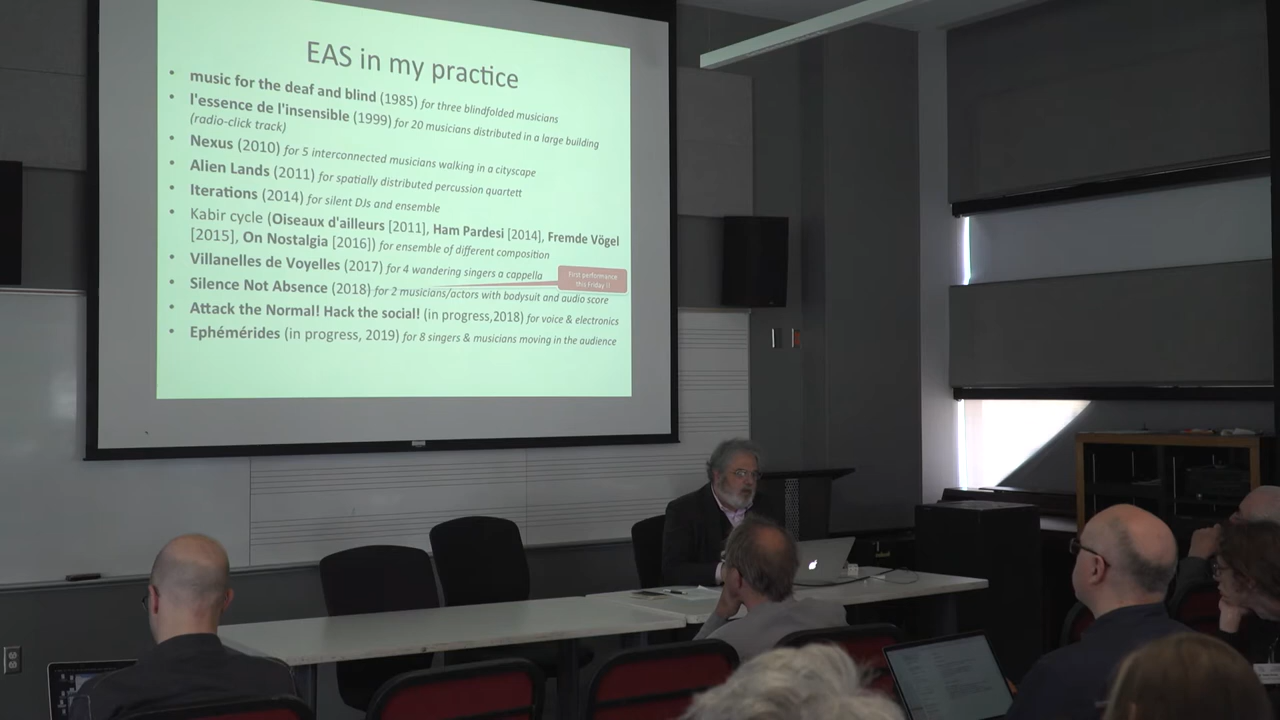 EAS in my practice
• music for the deaf and blind (1985) for three blindfolded musicians
• l'essence de l'insensible (1999) for 20 musicians distributed in a large building
(radio-click track)
• Nexus (2010) for 5 interconnected musicians walking in a cityscape
• Alien Lands (2011) for spatially distributed percussion quartett
• Iterations (2014) for silent DJs and ensemble
• Kabir cycle (Oiseaux d'ailleurs [2011], Ham Pardesi [2014], Fremde Vögel
[2015], On Nostalgia [2016]) for ensemble of different composition
• Villanelles de Voyelles (2017) for 4 wandering singers a cappella
First performance
this Friday !!
• Silence Not Absence (2018) for 2 musicians/actors with bodysuit and audio score
• Attack the Normal! Hack the social! (in progress,2018) for voice & electronics
• Ephémérides (in progress, 2019) for 8 singers & musicians moving in the audience